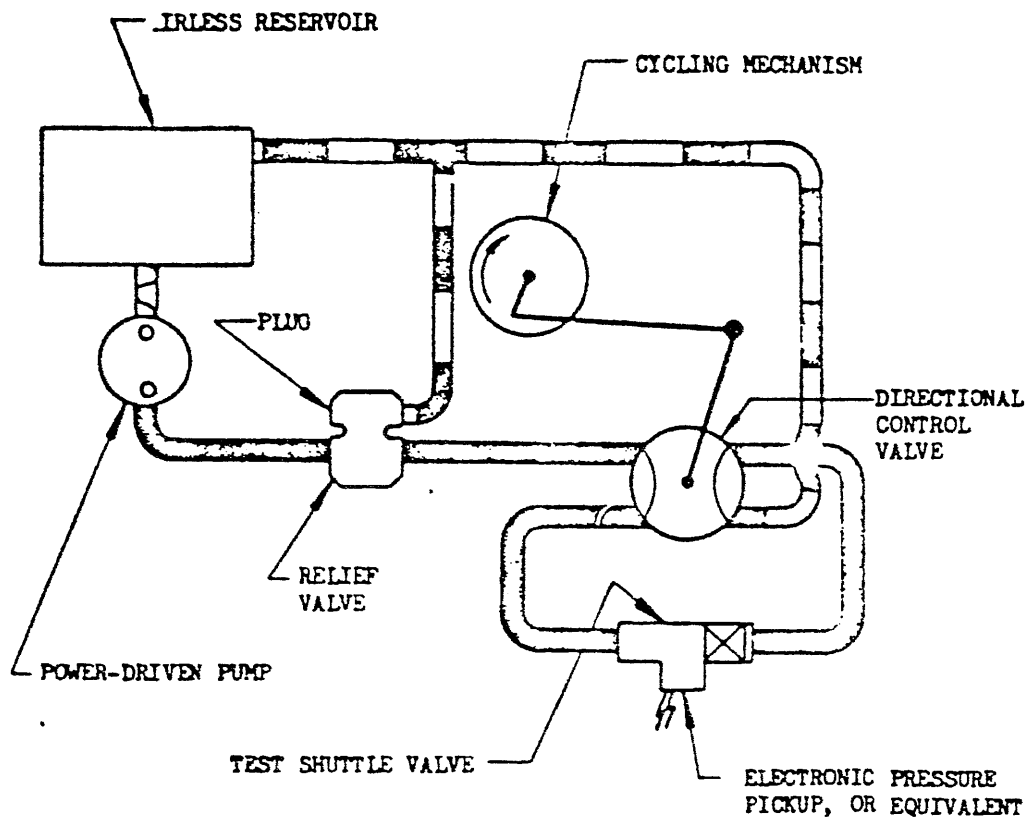 .IRLESS RESERVOIR
CYCLING MECHANISM
PLUG
DIRECTIONAL
CONTROL
VALVE
RELIEF
VALVE
POWER-DRIVEN PUMP
TEST SHUTTLE VALVE
ELECTRONIC PRESSURE
PICKUP, OR EQUIVALENT